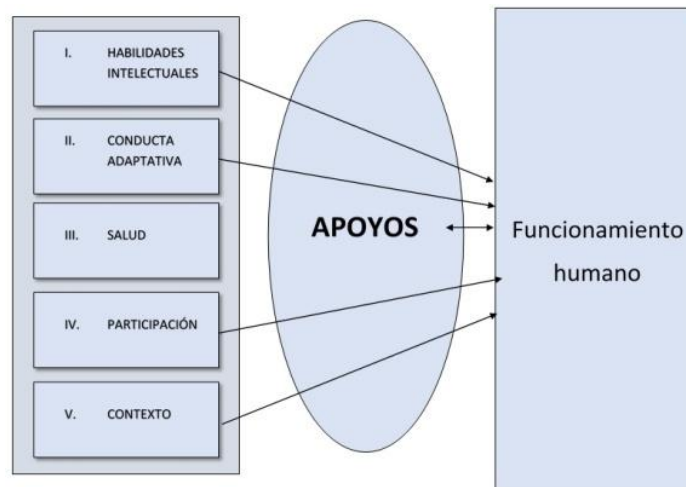 I. HABILIDADES
INTELECTUALES
II. CONDUCTA
ADAPTATIVA
III. SALUD
IV. PARTICIPACIÓN
V. CONTEXTO
APOYOS
Funcionamiento
humano